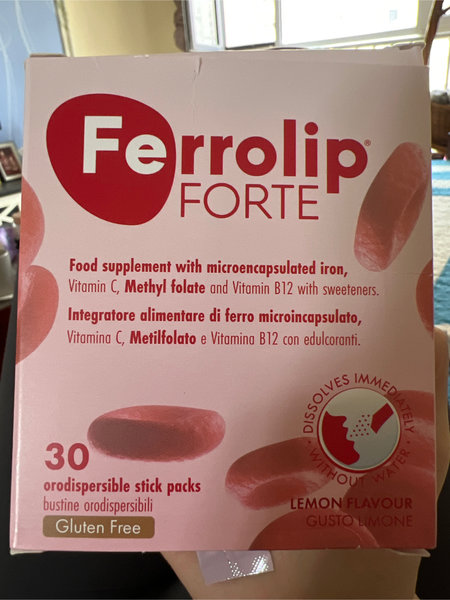 Ferrolip®
FORTE
Food supplement with microencapsulated iron,
Vitamin C, Methyl folate and Vitamin B12 with sweeteners.
Integratore alimentare di ferro microincapsulato,
Vitamina C, Metilfolato e Vitamina B12 con edulcoranti.
DISSOLVES IMMEDIATELY
• WITHOUT WATER •
30
orodispersible stick packs
bustine orodispersibili
Gluten Free
LEMON FLAVOUR
GUSTO LIMONE